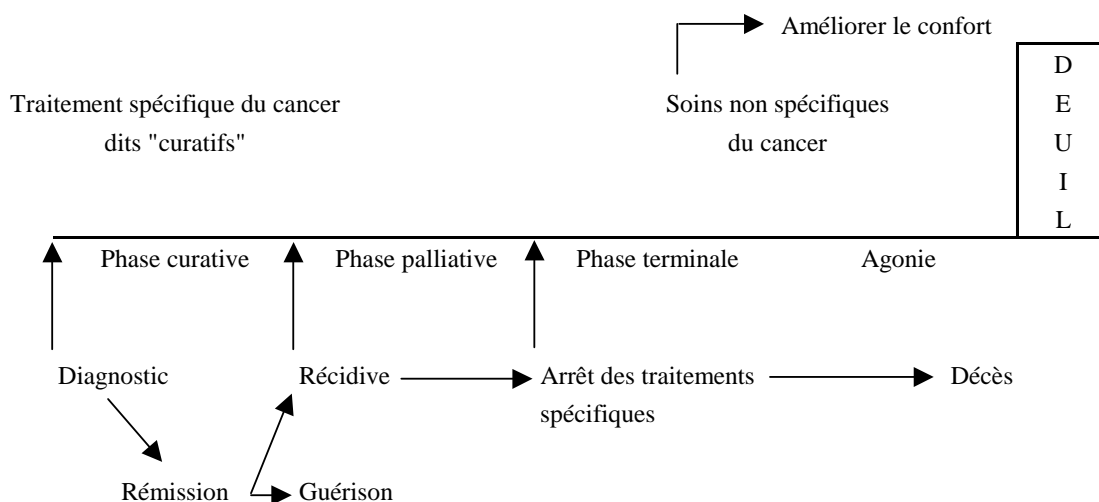 Améliorer le confort
D
E
U
I
L
Traitement spécifique du cancer
dits "curatifs"
Soins non spécifiques
du cancer
Phase curative
Phase palliative
Phase terminale
Agonie
Diagnostic
Récidive
Arrêt des traitements
spécifiques
Décès
Rémission
Guérison